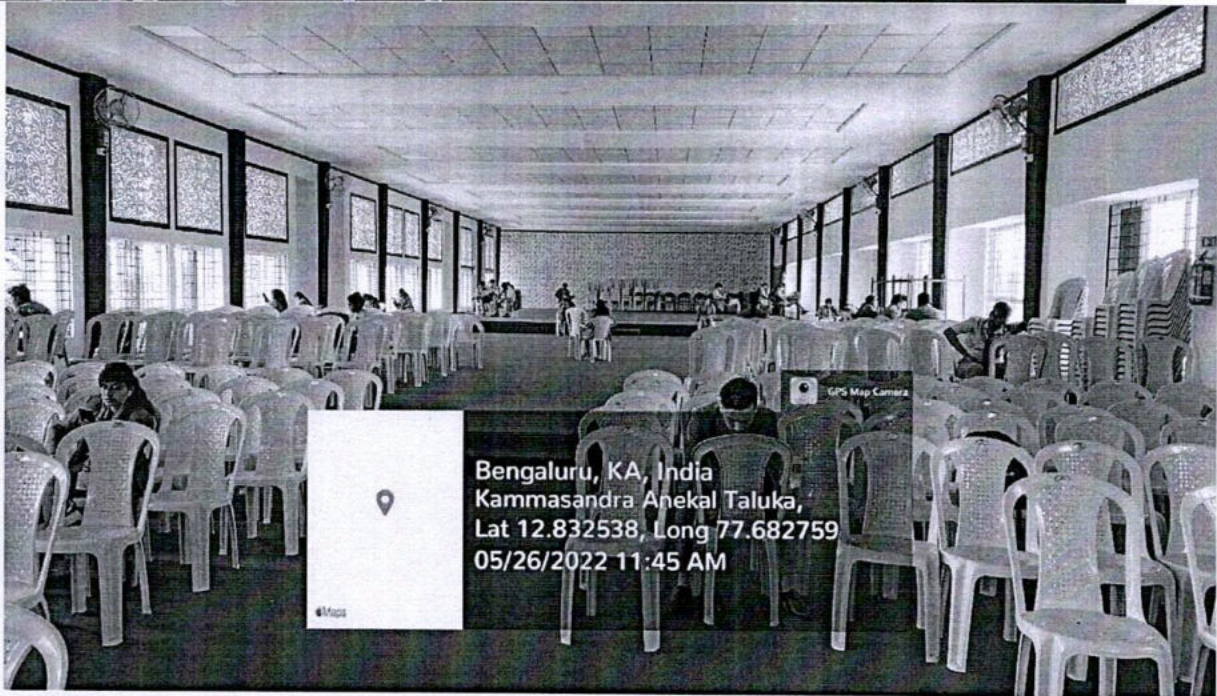 GPS Map Camera
Bengaluru, KA, India
Kammasandra Anekal Taluka,
Lat 12.832538, Long 77.682759
05/26/2022 11:45 AM
Maps